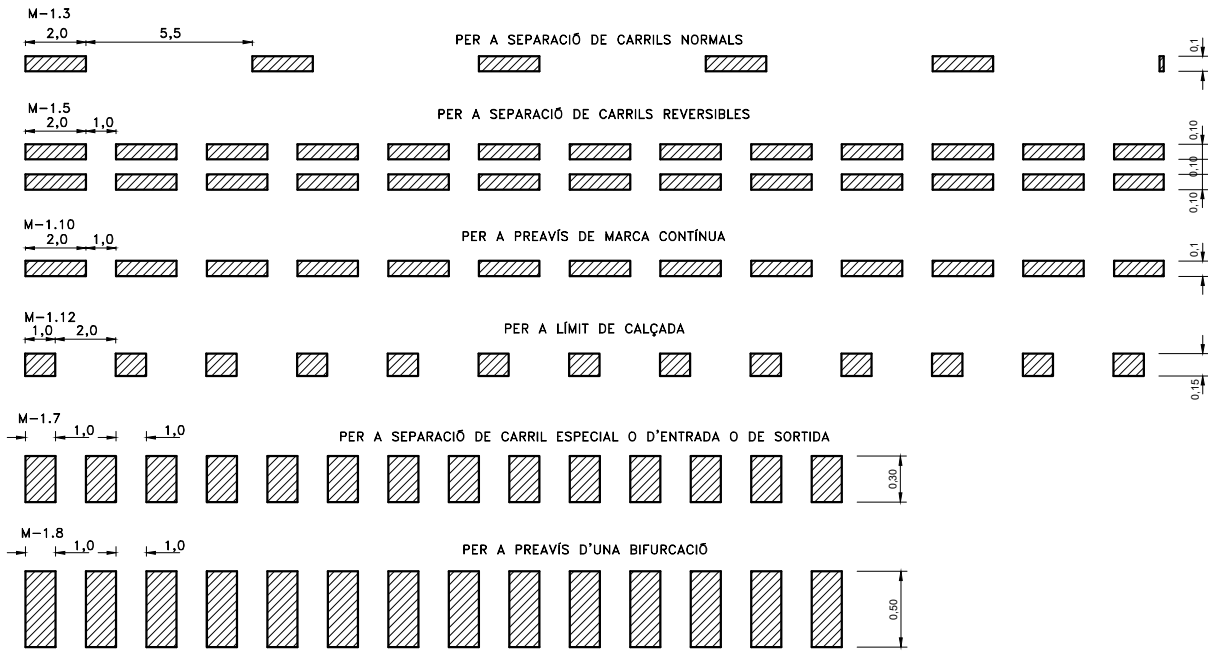 M-1.3
2,0 5,5
PER A SEPARACIÓ DE CARRILS NORMALS
0,1
M-1.5
2,0 1,0
PER A SEPARACIÓ DE CARRILS REVERSIBLES
0,10
0,10
0,10
M-1.10
2,0 1,0
PER A PREAVÍS DE MARCA CONTÍNUA
0,1
M-1.12
1,0 2,0
PER A LÍMIT DE CALÇADA
0,15
M-1.7
1,0 1,0
PER A SEPARACIÓ DE CARRIL ESPECIAL O D'ENTRADA O DE SORTIDA
0,30
M-1.8
1,0 1,0
PER A PREAVÍS D'UNA BIFURCACIÓ
0,50